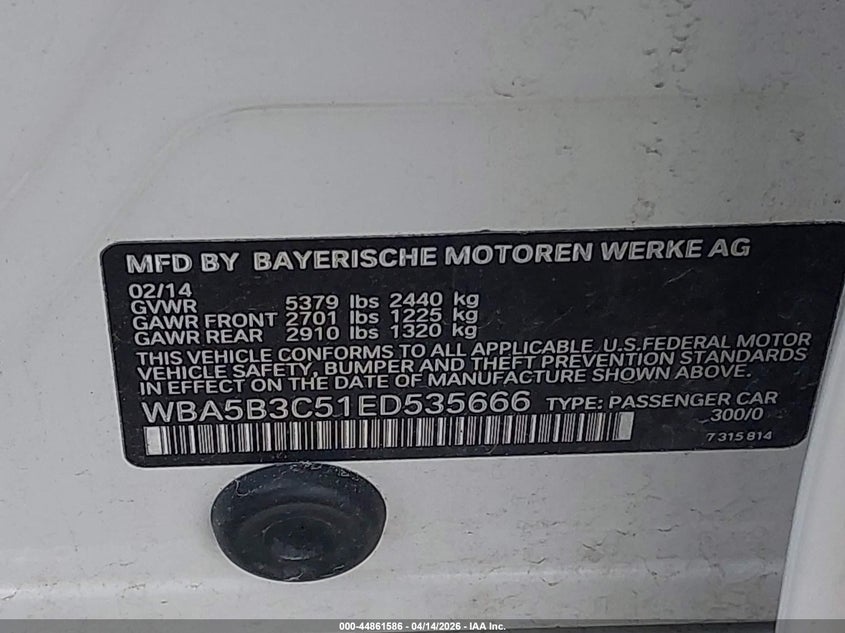 MFD BY BAYERISCHE MOTOREN WERKE AG
02/14
GVWR 5379 lbs 2440 kg
GAWR FRONT 2701 lbs 1225 kg
GAWR REAR 2910 lbs 1320 kg
THIS VEHICLE CONFORMS TO ALL APPLICABLE U.S.FEDERAL MOTOR
VEHICLE SAFETY, BUMPER AND THEFT PREVENTION STANDARDS
IN EFFECT ON THE DATE OF MANUFACTURE SHOWN ABOVE.
WBA5B3C51ED535666 TYPE: PASSENGER CAR
300/0
7 315 814
000-44861586 - 04/14/2026 - IAA Inc.